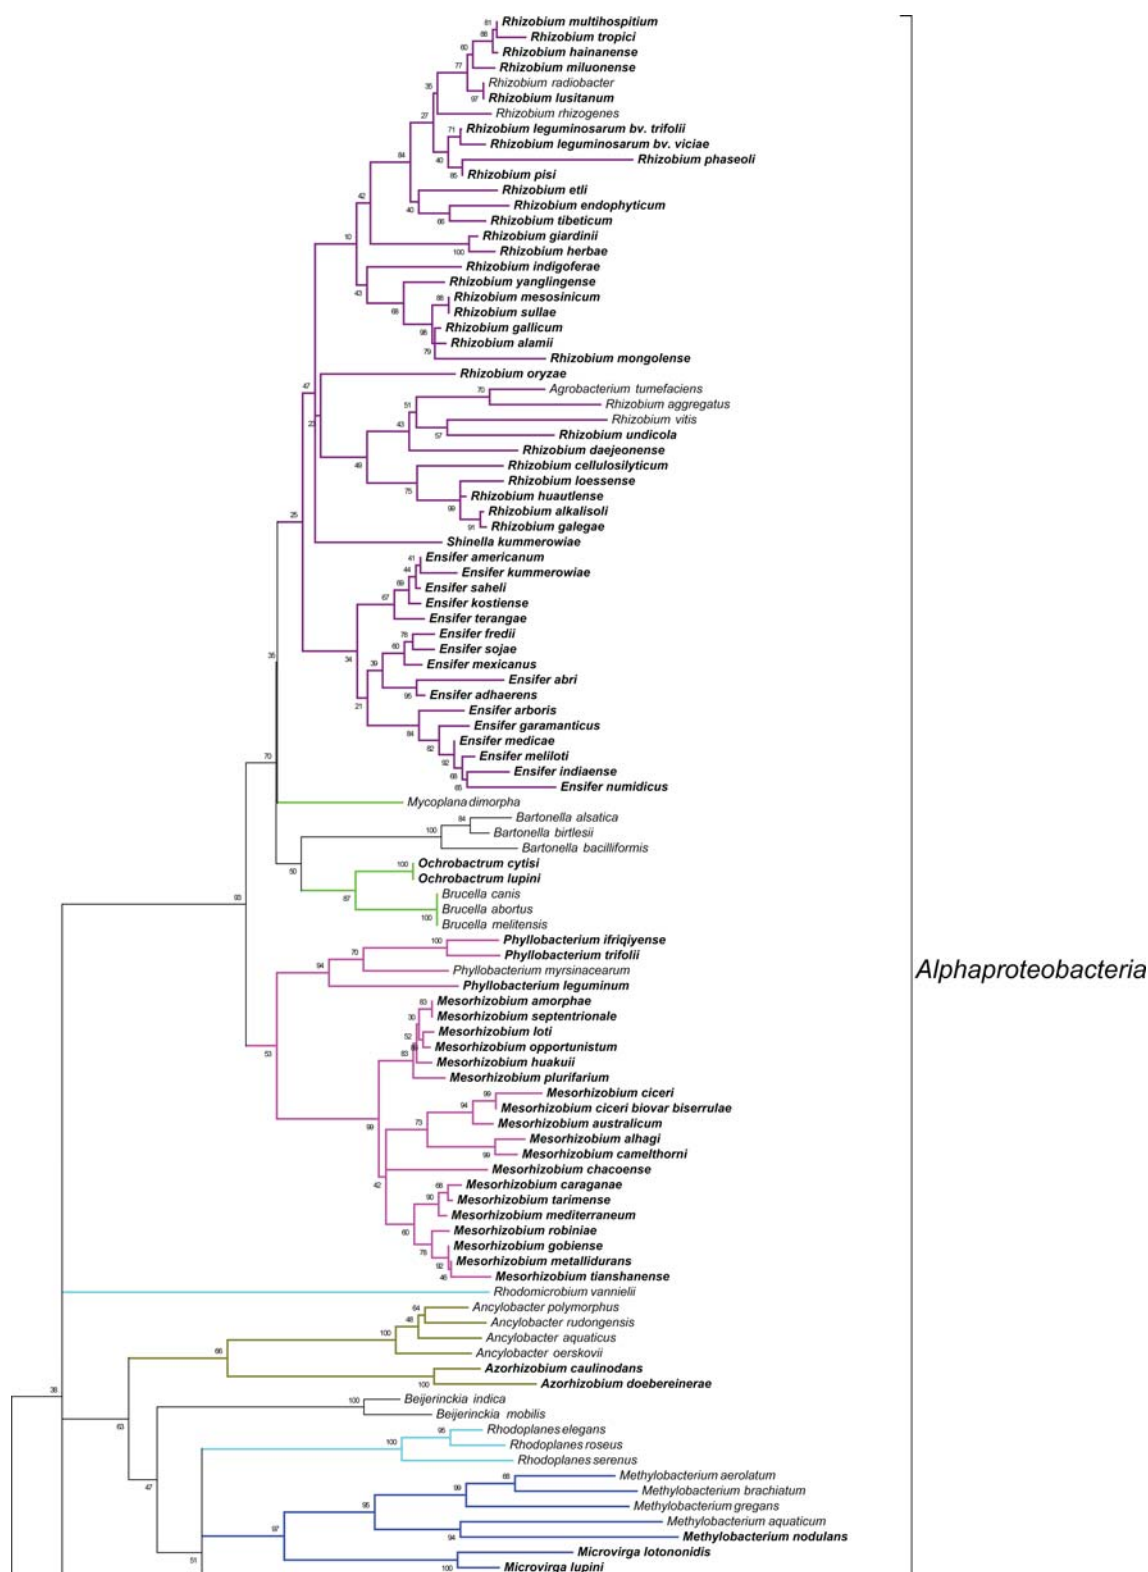 Rhizobium multihospitium
Rhizobium tropici
Rhizobium hainanense
Rhizobium miluonense
Rhizobium radiobacter
Rhizobium lusitanum
Rhizobium rhizogenes
Rhizobium leguminosarum bv. trifolii
Rhizobium leguminosarum bv. viciae
Rhizobium phaseoli
Rhizobium pisi
Rhizobium etli
Rhizobium endophyticum
Rhizobium tibeticum
Rhizobium giardinii
Rhizobium herbae
Rhizobium indigoferae
Rhizobium yanglingense
Rhizobium mesosinicum
Rhizobium sullae
Rhizobium gallicum
Rhizobium alamii
Rhizobium mongolense
Rhizobium oryzae
Agrobacterium tumefaciens
Rhizobium aggregatus
Rhizobium vitis
Rhizobium undicola
Rhizobium daejeonense
Rhizobium cellulosilyticum
Rhizobium loessense
Rhizobium huautlense
Rhizobium alkalisoli
Rhizobium galegae
Shinella kummerowiae
Ensifer americanum
Ensifer kummerowiae
Ensifer saheli
Ensifer kostiense
Ensifer terangae
Ensifer fredii
Ensifer sojae
Ensifer mexicanus
Ensifer abri
Ensifer adhaerens
Ensifer arboris
Ensifer garamanticus
Ensifer medicae
Ensifer meliloti
Ensifer indiaense
Ensifer numidicus
Mycoplana dimorpha
Bartonella alsatica
Bartonella birtlesii
Bartonella bacilliformis
Ochrobactrum cytisi
Ochrobactrum lupini
Brucella canis
Brucella abortus
Brucella melitensis
Phyllobacterium ifriqiyense
Phyllobacterium trifolii
Phyllobacterium myrsinacearum
Phyllobacterium leguminum
Alphaproteobacteria
Mesorhizobium amorphae
Mesorhizobium septentrionale
Mesorhizobium loti
Mesorhizobium opportunistum
Mesorhizobium huakuii
Mesorhizobium plurifarium
Mesorhizobium ciceri
Mesorhizobium ciceri biovar biserrulae
Mesorhizobium australicum
Mesorhizobium alhagi
Mesorhizobium camelthorni
Mesorhizobium chacoense
Mesorhizobium caraganae
Mesorhizobium tarimense
Mesorhizobium mediterraneum
Mesorhizobium robiniae
Mesorhizobium gobiense
Mesorhizobium metallidurans
Mesorhizobium tianshanense
Rhodomicrobium vannielii
Ancylobacter polymorphus
Ancylobacter rudongensis
Ancylobacter aquaticus
Ancylobacter oerskovii
Azorhizobium caulinodans
Azorhizobium doebereinerae
Beijerinckia indica
Beijerinckia mobilis
Rhodoplanes elegans
Rhodoplanes roseus
Rhodoplanes serenus
Methylobacterium aerolatum
Methylobacterium brachiatum
Methylobacterium gregans
Methylobacterium aquaticum
Methylobacterium nodulans
Microvirga lotononidis
Microvirga lupini